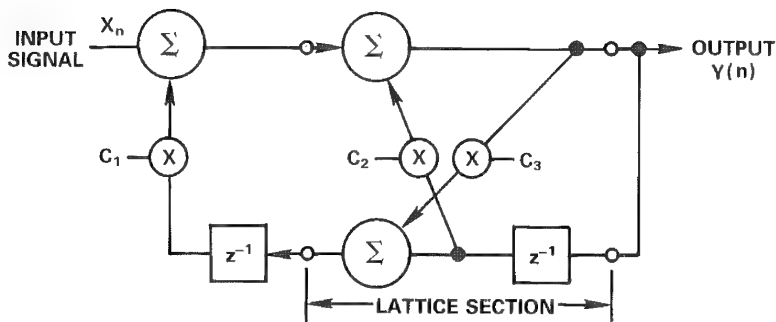 INPUT SIGNAL
Xₙ
Σ
Σ
OUTPUT Y(n)
C₁
X
C₂
X
X
C₃
z⁻¹
Σ
z⁻¹
LATTICE SECTION